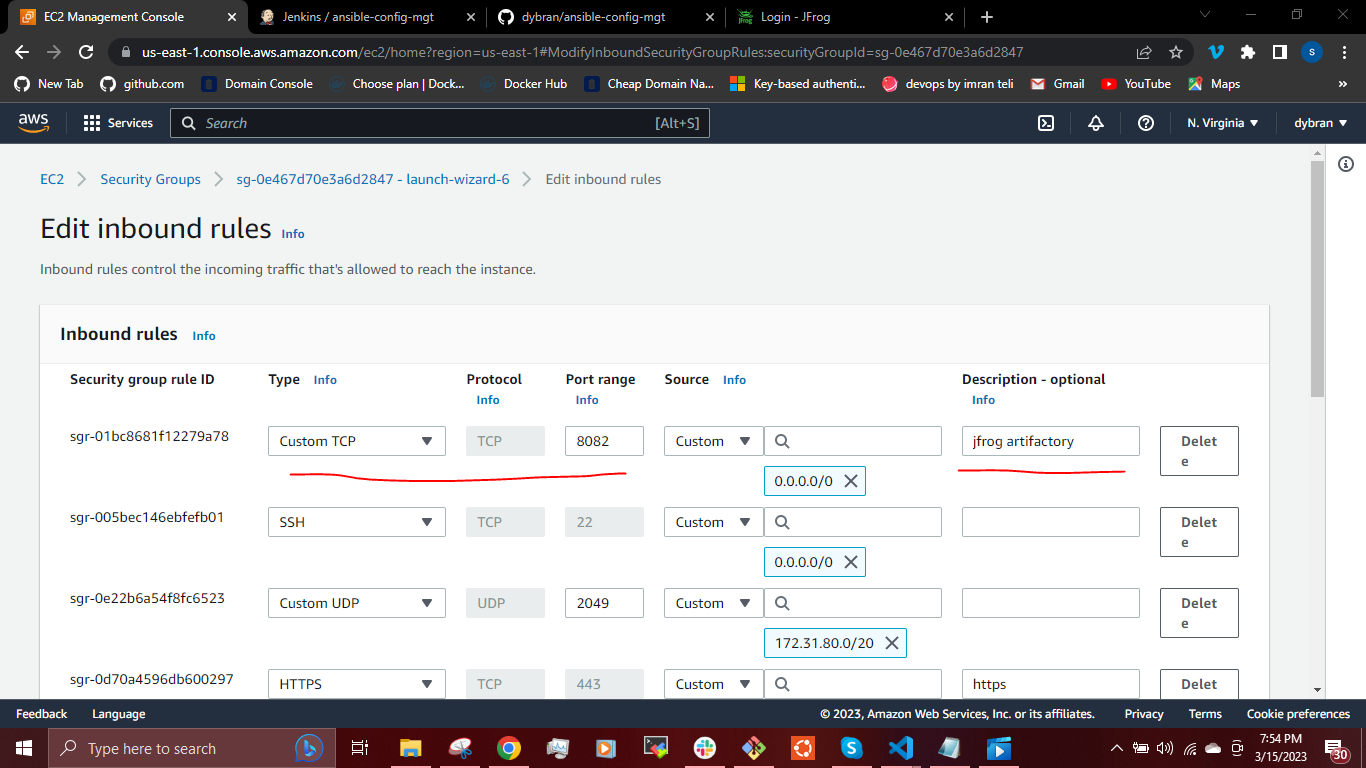 EC2 Management Console
Jenkins / ansible-config-mgt
dybran/ansible-config-mgt
Login - JFrog
us-east-1.console.aws.amazon.com/ec2/home?region=us-east-1#ModifyInboundSecurityGroupRules:securityGroupId=sg-0e467d70e3a6d2847
S
New Tab
github.com
Domain Console
Choose plan | Dock...
Docker Hub
Cheap Domain Na...
Key-based authenti...
devops by imran teli
Gmail
YouTube
Maps
»
aws
Services
Search
[Alt+S]
N. Virginia
dybran
EC2
Security Groups
sg-0e467d70e3a6d2847 - launch-wizard-6
Edit inbound rules
Edit inbound rules Info
Inbound rules control the incoming traffic that's allowed to reach the instance.
Inbound rules Info
Security group rule ID
Type Info
Protocol
Info
Port range
Info
Source Info
Description - optional
Info
sgr-01bc8681f12279a78
Custom TCP
TCP
8082
Custom
0.0.0.0/0
jfrog artifactory
Delet
e
sgr-005bec146ebfefb01
SSH
TCP
22
Custom
0.0.0.0/0
Delet
e
sgr-0e22b6a54f8fc6523
Custom UDP
UDP
2049
Custom
172.31.80.0/20
Delet
e
sgr-0d70a4596db600297
HTTPS
TCP
443
Custom
https
Delet
Feedback
Language
© 2023, Amazon Web Services, Inc. or its affiliates.
Privacy
Terms
Cookie preferences
Type here to search
7:54 PM
3/15/2023
30